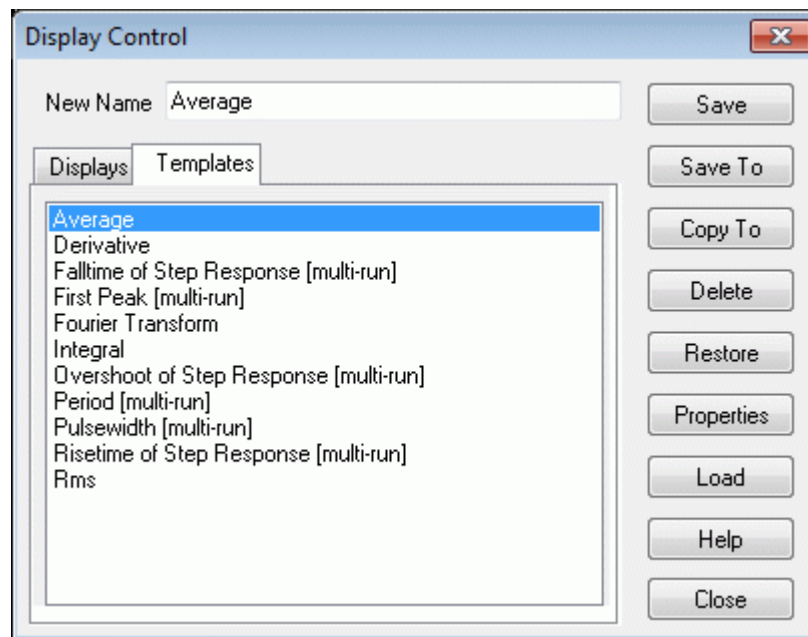 Display Control
New Name Average
Save
Displays Templates
Save To
Average
Derivative
Falltime of Step Response [multi-run]
First Peak [multi-run]
Fourier Transform
Integral
Overshoot of Step Response [multi-run]
Period [multi-run]
Pulsewidth [multi-run]
Risetime of Step Response [multi-run]
Rms
Copy To
Delete
Restore
Properties
Load
Help
Close